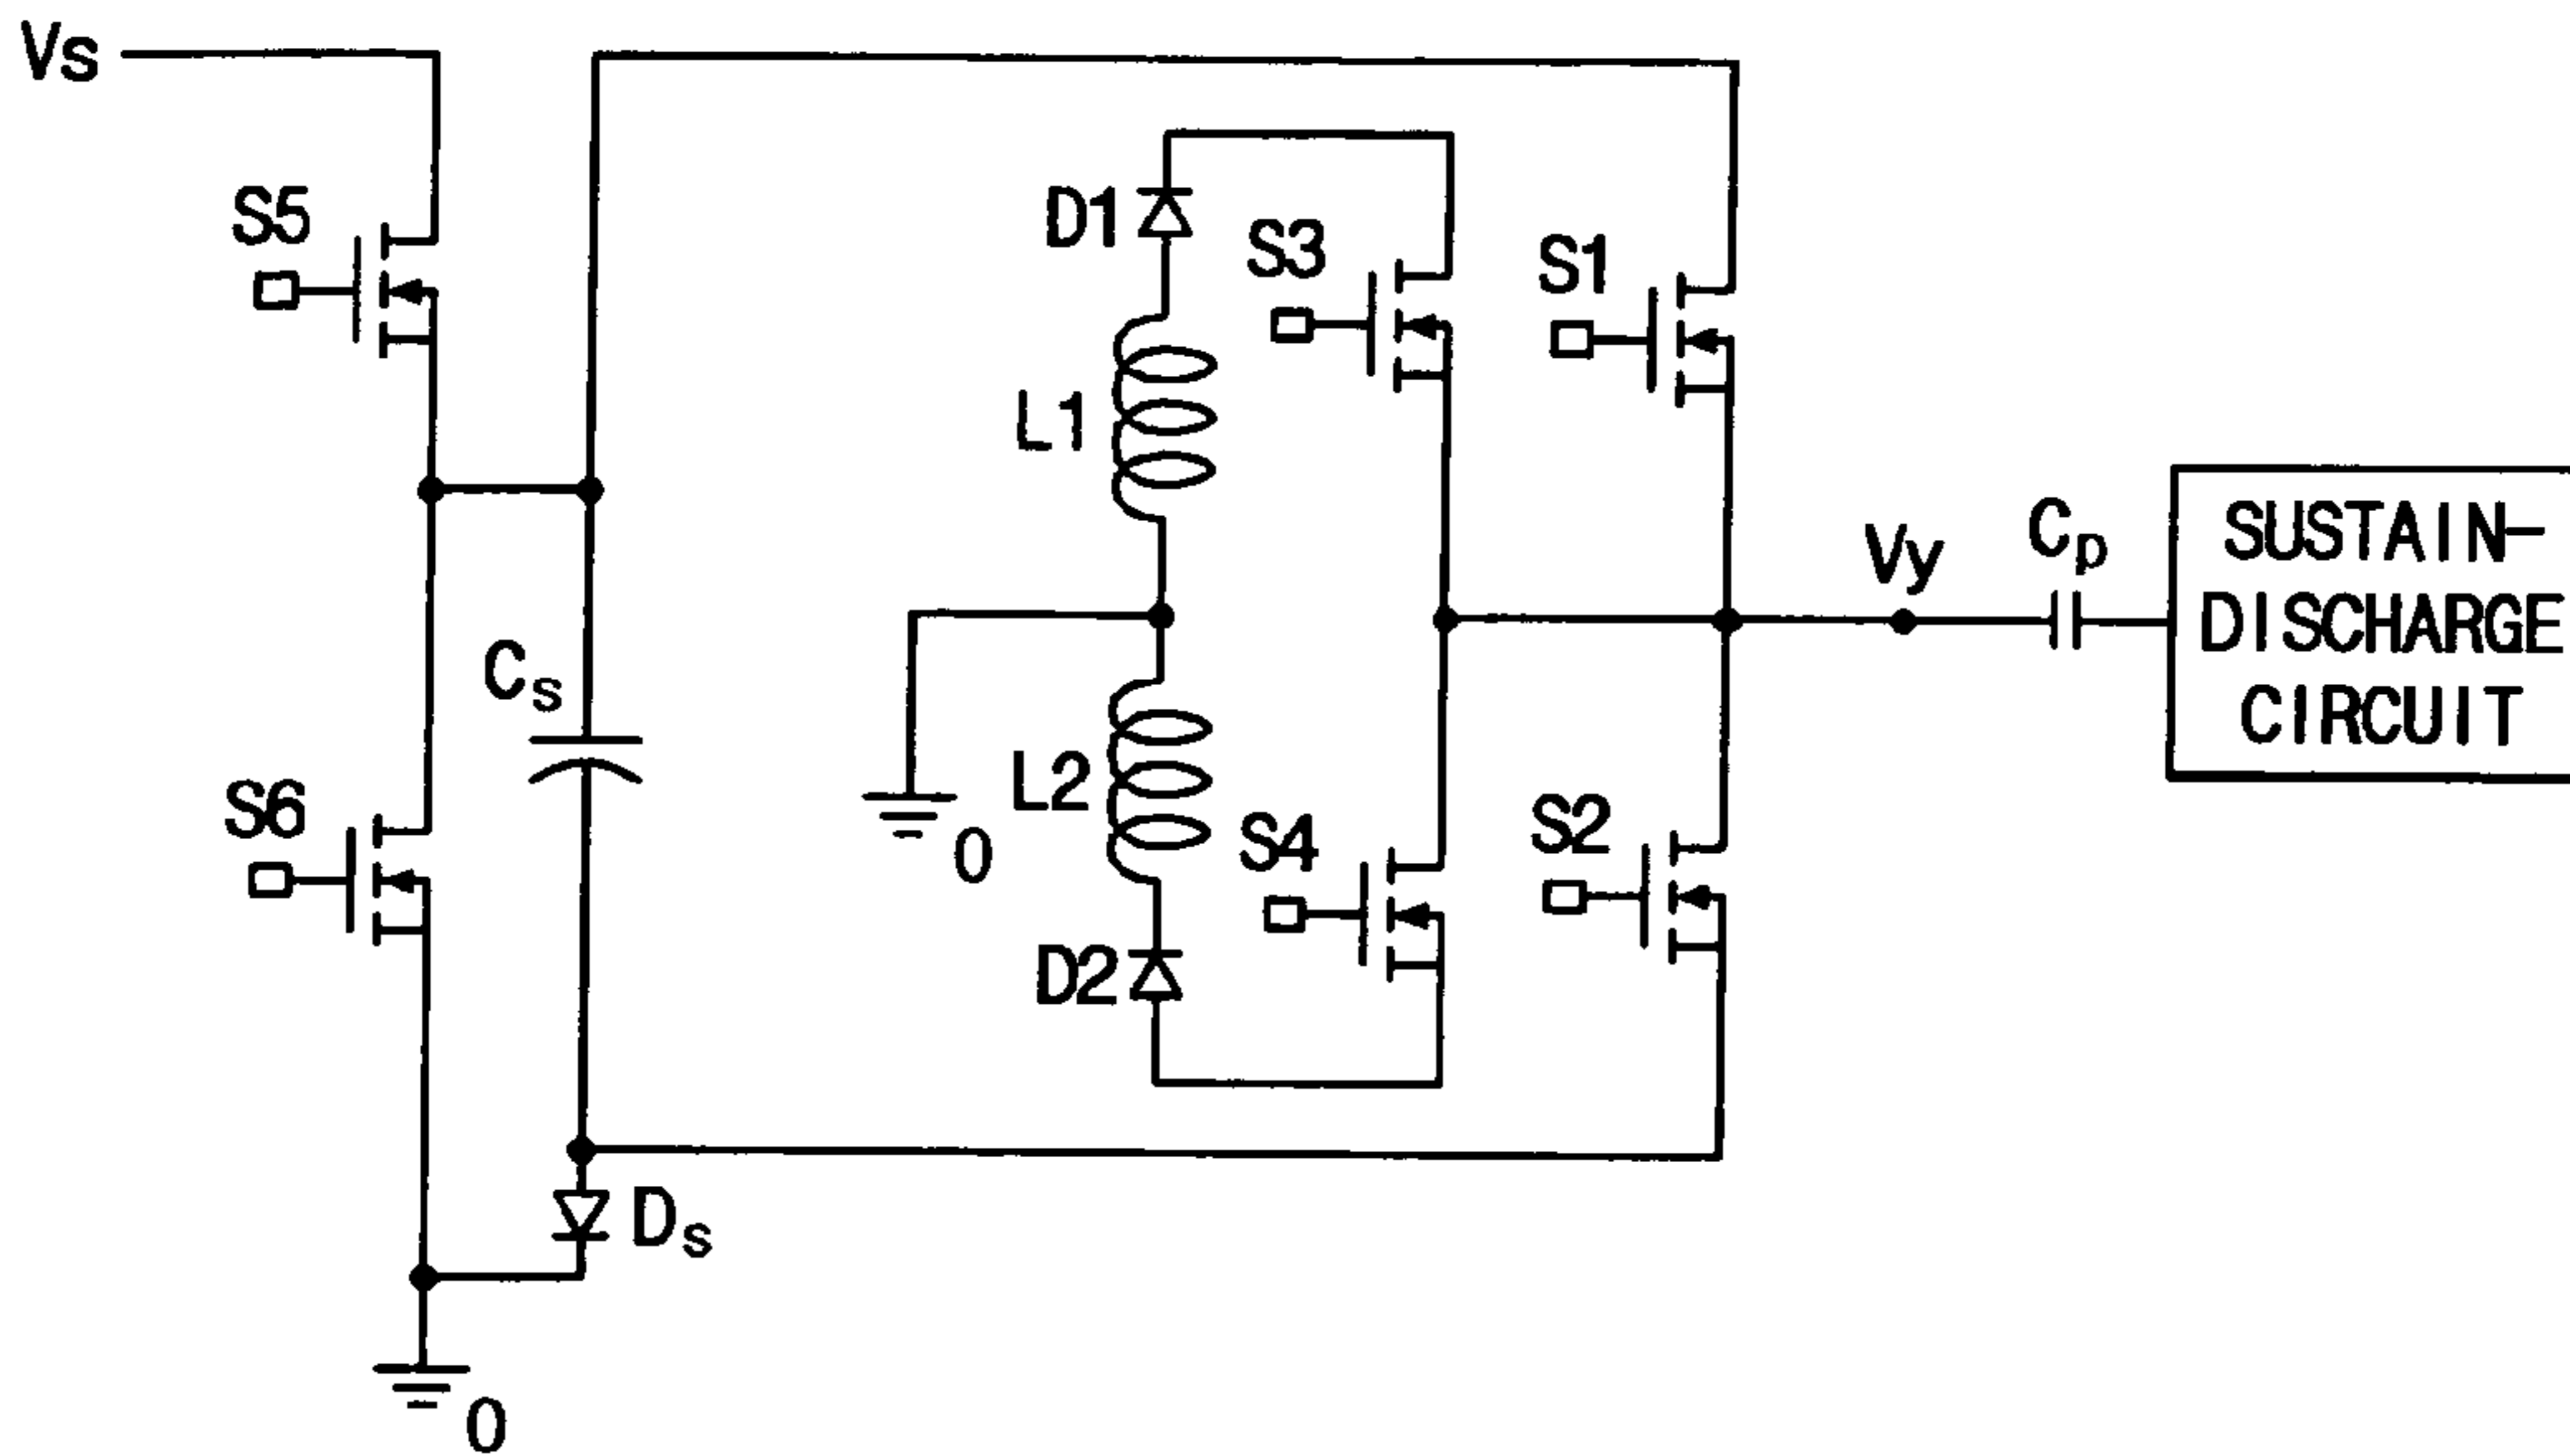 Vs
S5
D1
S3
S1
L1
Vy
Cp
SUSTAIN-
DISCHARGE
CIRCUIT
Cs
L2
S6
0
S4
S2
D2
Ds
0